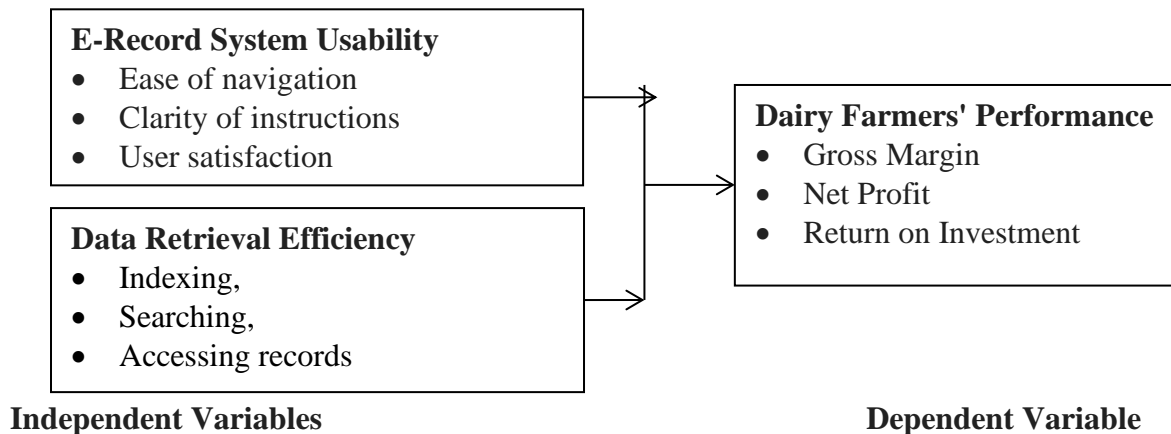 E-Record System Usability
• Ease of navigation
• Clarity of instructions
• User satisfaction
Data Retrieval Efficiency
• Indexing,
• Searching,
• Accessing records
Dairy Farmers' Performance
• Gross Margin
• Net Profit
• Return on Investment
Independent Variables
Dependent Variable